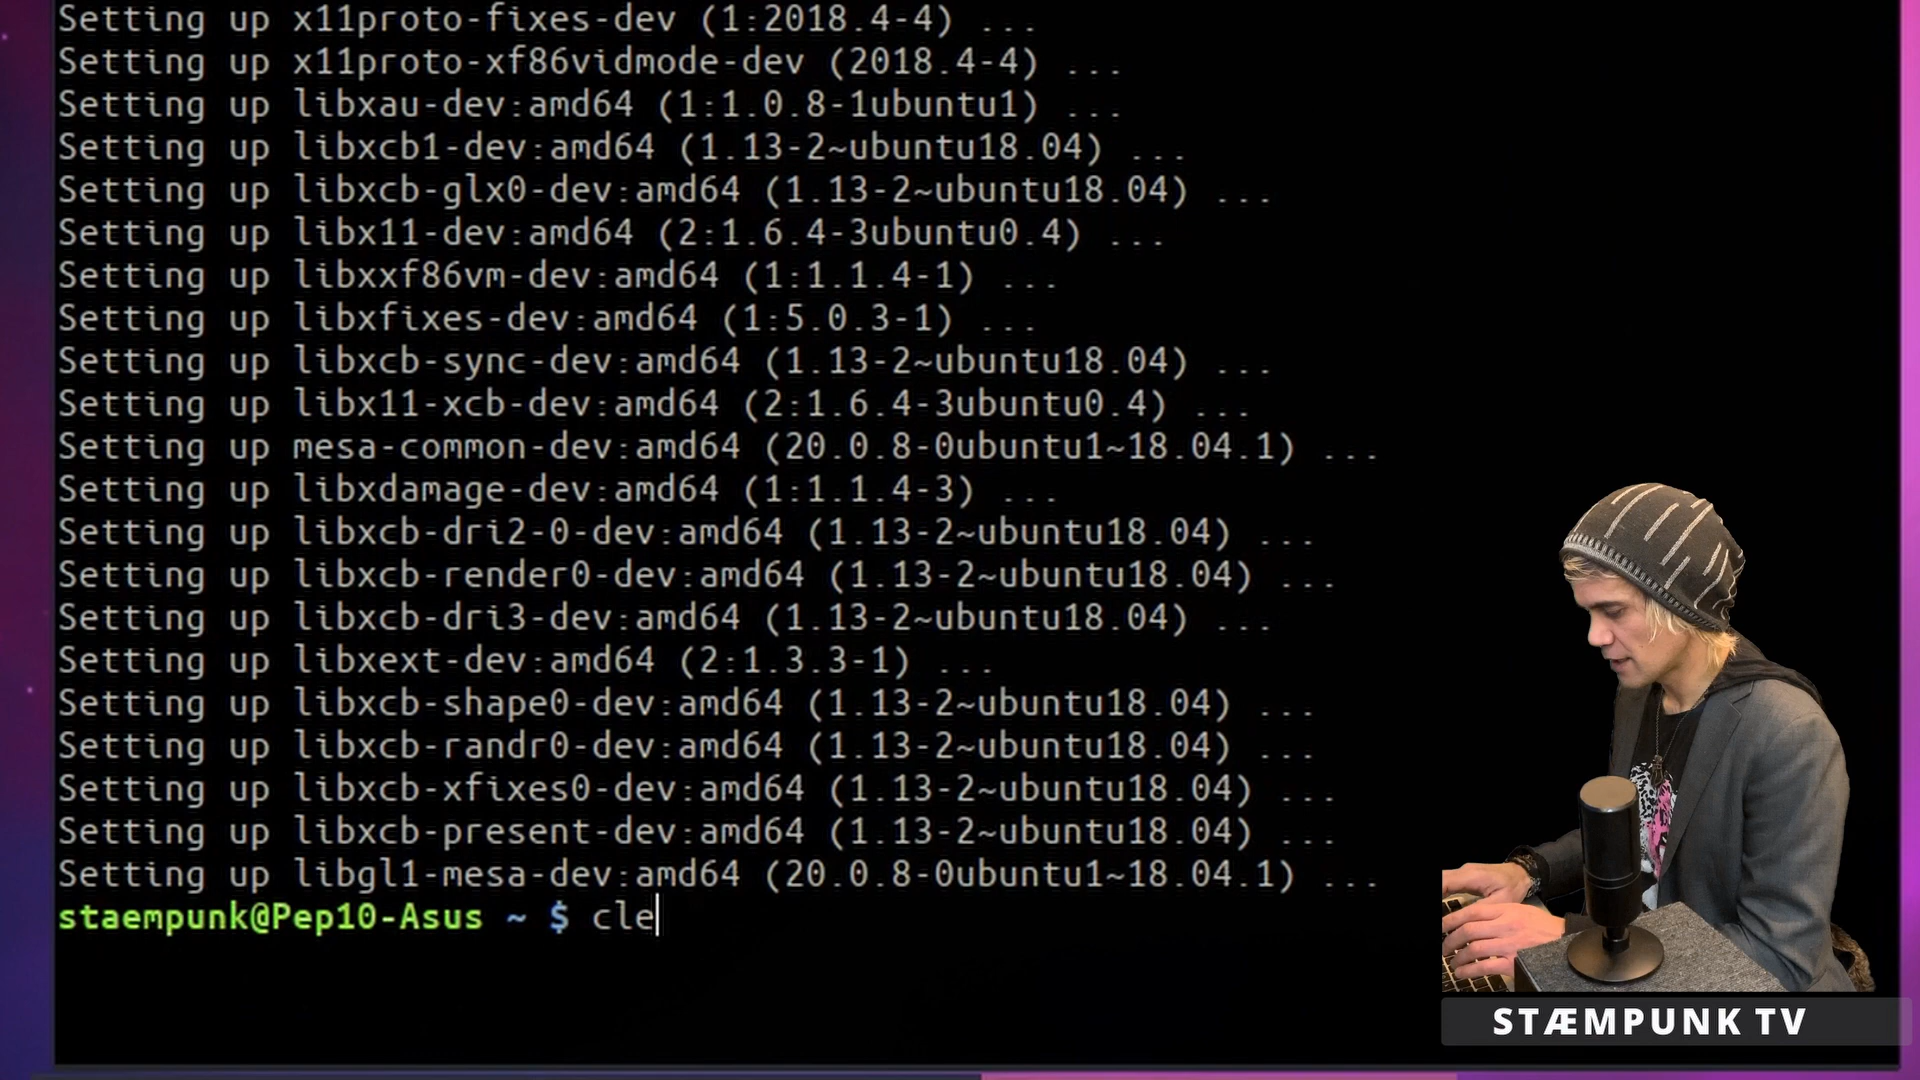 Setting up x11proto-fixes-dev (1:2018.4-4) ...
Setting up x11proto-xf86vidmode-dev (2018.4-4) ...
Setting up libxau-dev:amd64 (1:1.0.8-1ubuntu1) ...
Setting up libxcb1-dev:amd64 (1.13-2~ubuntu18.04) ...
Setting up libxcb-glx0-dev:amd64 (1.13-2~ubuntu18.04) ...
Setting up libx11-dev:amd64 (2:1.6.4-3ubuntu0.4) ...
Setting up libxxf86vm-dev:amd64 (1:1.1.4-1) ...
Setting up libxfixes-dev:amd64 (1:5.0.3-1) ...
Setting up libxcb-sync-dev:amd64 (1.13-2~ubuntu18.04) ...
Setting up libx11-xcb-dev:amd64 (2:1.6.4-3ubuntu0.4) ...
Setting up mesa-common-dev:amd64 (20.0.8-0ubuntu1~18.04.1) ...
Setting up libxdamage-dev:amd64 (1:1.1.4-3) ...
Setting up libxcb-dri2-0-dev:amd64 (1.13-2~ubuntu18.04) ...
Setting up libxcb-render0-dev:amd64 (1.13-2~ubuntu18.04) ...
Setting up libxcb-dri3-dev:amd64 (1.13-2~ubuntu18.04) ...
Setting up libxext-dev:amd64 (2:1.3.3-1) ...
Setting up libxcb-shape0-dev:amd64 (1.13-2~ubuntu18.04) ...
Setting up libxcb-randr0-dev:amd64 (1.13-2~ubuntu18.04) ...
Setting up libxcb-xfixes0-dev:amd64 (1.13-2~ubuntu18.04) ...
Setting up libxcb-present-dev:amd64 (1.13-2~ubuntu18.04) ...
Setting up libgl1-mesa-dev:amd64 (20.0.8-0ubuntu1~18.04.1) ...
staempunk@Pep10-Asus ~ $ cle
STÆMPUNK TV